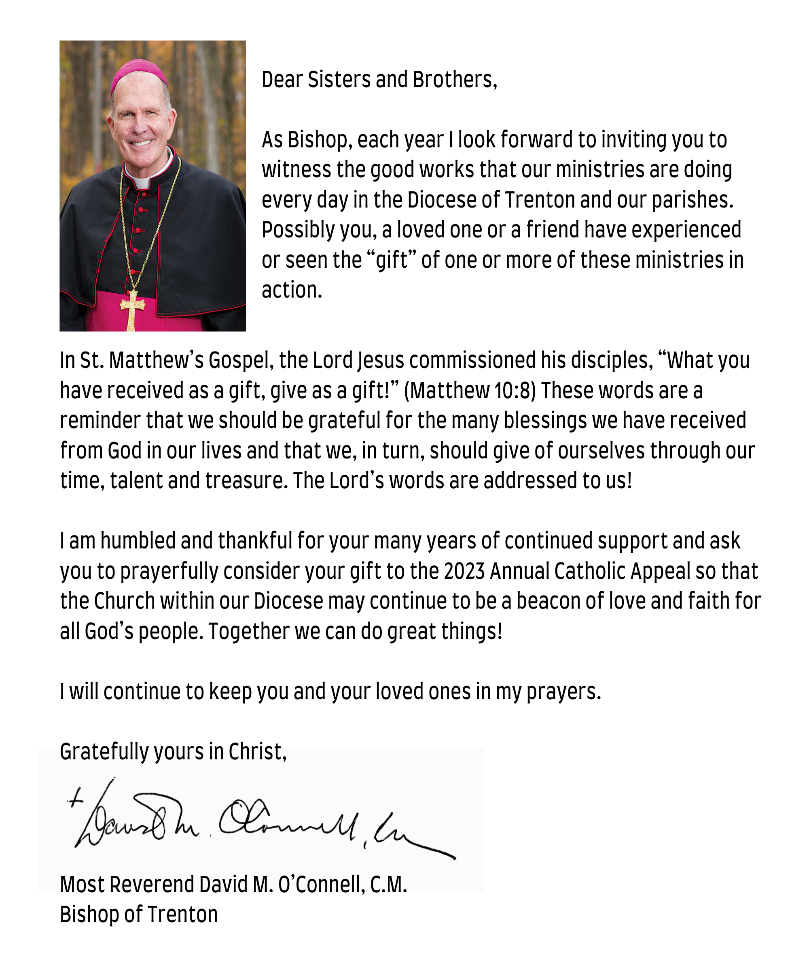 Dear Sisters and Brothers,
As Bishop, each year I look forward to inviting you to
witness the good works that our ministries are doing
every day in the Diocese of Trenton and our parishes.
Possibly you, a loved one or a friend have experienced
or seen the “gift” of one or more of these ministries in
action.
In St. Matthew’s Gospel, the Lord Jesus commissioned his disciples, “What you
have received as a gift, give as a gift!” (Matthew 10:8) These words are a
reminder that we should be grateful for the many blessings we have received
from God in our lives and that we, in turn, should give of ourselves through our
time, talent and treasure. The Lord’s words are addressed to us!
I am humbled and thankful for your many years of continued support and ask
you to prayerfully consider your gift to the 2023 Annual Catholic Appeal so that
the Church within our Diocese may continue to be a beacon of love and faith for
all God’s people. Together we can do great things!
I will continue to keep you and your loved ones in my prayers.
Gratefully yours in Christ,
+ David M. O'Connell, C.M.
Most Reverend David M. O’Connell, C.M.
Bishop of Trenton